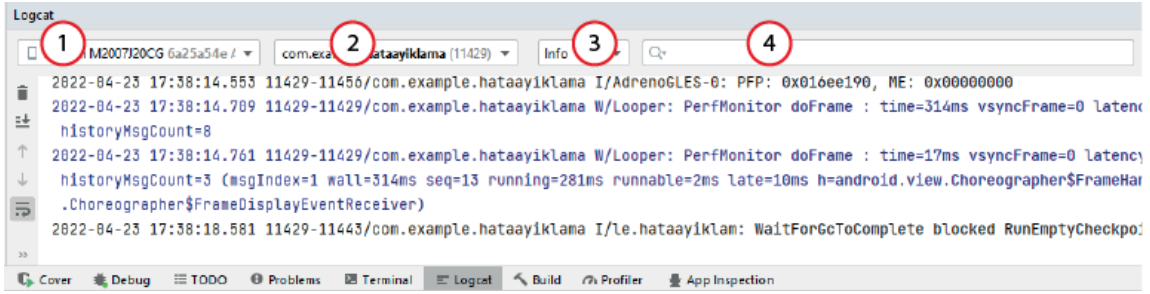 Logcat
1 M2007J20CG 6a25a54e 2 com.exa hataayiklama (11429) Info 3 4
2022-04-23 17:38:14.553 11429-11456/com.example.hataayiklama I/AdrenoGLES-0: PFP: 0x016ee190, ME: 0x00000000
2022-04-23 17:38:14.709 11429-11429/com.example.hataayiklama W/Looper: PerfMonitor doFrame : time=314ms vsyncFrame=0 latenc
historyMsgCount=8
2022-04-23 17:38:14.761 11429-11429/com.example.hataayiklama W/Looper: PerfMonitor doFrame : time=17ms vsyncFrame=0 latency
historyMsgCount=3 (msgIndex=1 wall=314ms seq=13 running=281ms runnable=2ms late=10ms h=android.view.Choreographer$FrameHan
.Choreographer$FrameDisplayEventReceiver)
2022-04-23 17:38:18.581 11429-11443/com.example.hataayiklama I/le.hataayiklam: WaitForGcToComplete blocked RunEmptyCheckpoi
Cover Debug TODO Problems Terminal Logcat Build Profiler App Inspection